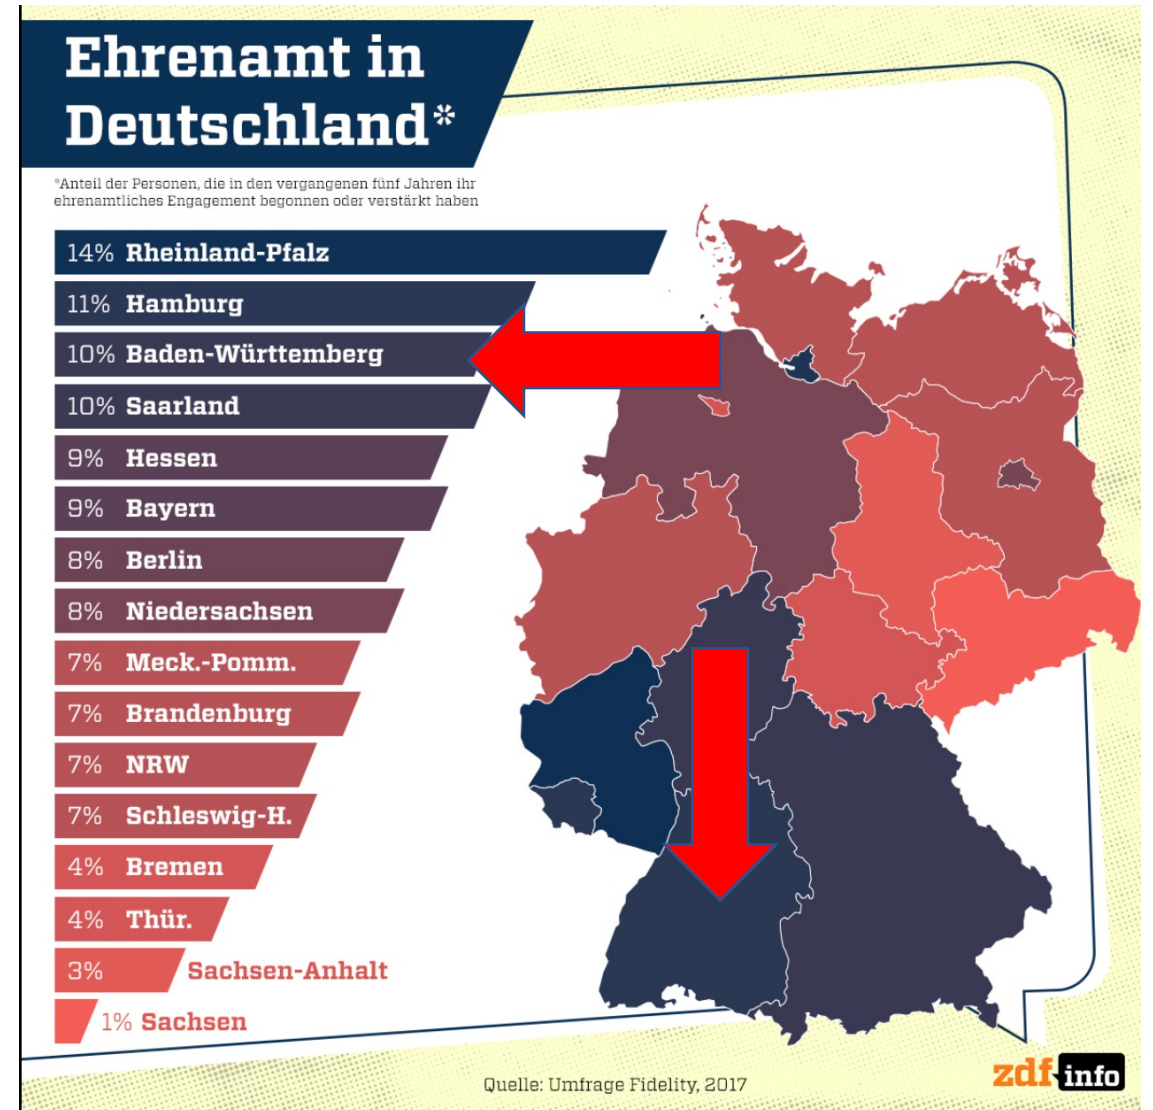 Ehrenamt in
Deutschland*
*Anteil der Personen, die in den vergangenen fünf Jahren ihr
ehrenamtliches Engagement begonnen oder verstärkt haben
14% Rheinland-Pfalz
11% Hamburg
10% Baden-Württemberg
10% Saarland
9% Hessen
9% Bayern
8% Berlin
8% Niedersachsen
7% Meck.-Pomm.
7% Brandenburg
7% NRW
7% Schleswig-H.
4% Bremen
4% Thür.
3% Sachsen-Anhalt
1% Sachsen
Quelle: Umfrage Fidelity, 2017
zdf info